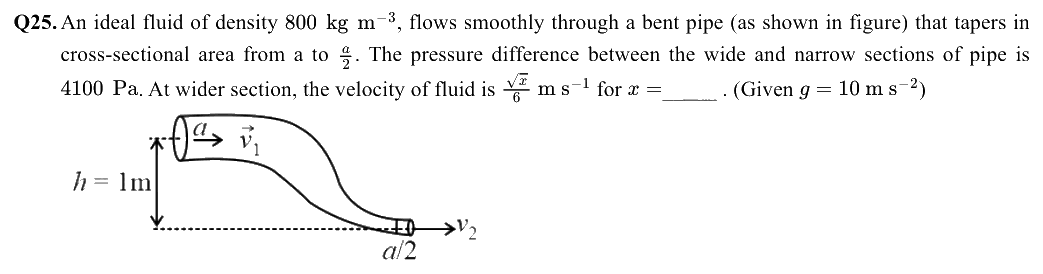 Q25. An ideal fluid of density 800 kg m⁻³, flows smoothly through a bent pipe (as shown in figure) that tapers in
cross-sectional area from a to a/2. The pressure difference between the wide and narrow sections of pipe is
4100 Pa. At wider section, the velocity of fluid is √x/6 m s⁻¹ for x = _____ . (Given g = 10 m s⁻²)
a v⃗₁
h = 1m
v₂
a/2